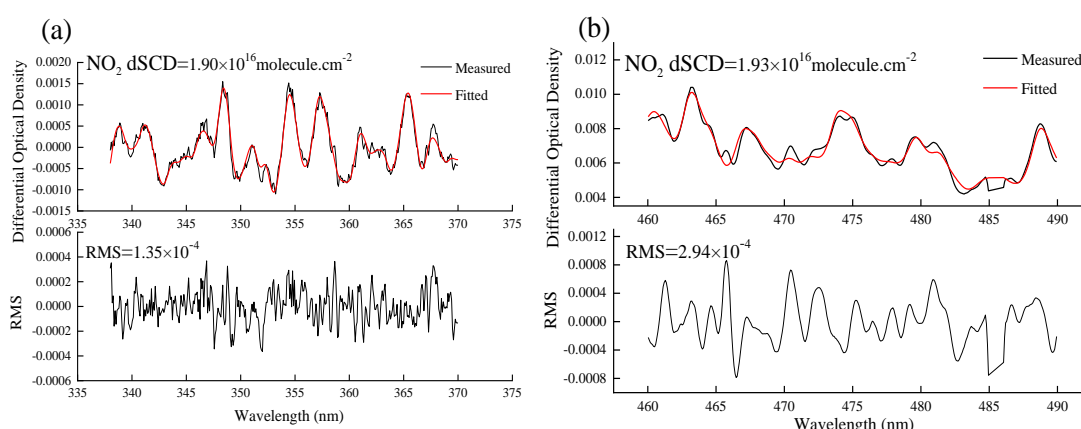 (a)
NO2 dSCD=1.90×10^16molecule.cm^-2
Measured
Fitted
Differential Optical Density
0.0020
0.0015
0.0010
0.0005
0.0000
-0.0005
-0.0010
-0.0015
335 340 345 350 355 360 365 370 375
RMS=1.35×10^-4
RMS
0.0006
0.0004
0.0002
0.0000
-0.0002
-0.0004
-0.0006
335 340 345 350 355 360 365 370 375
Wavelength (nm)
(b)
NO2 dSCD=1.93×10^16molecule.cm^-2
Measured
Fitted
Differential Optical Density
0.012
0.010
0.008
0.006
0.004
460 465 470 475 480 485 490
RMS=2.94×10^-4
RMS
0.0012
0.0008
0.0004
0.0000
-0.0004
-0.0008
460 465 470 475 480 485 490
Wavelength (nm)